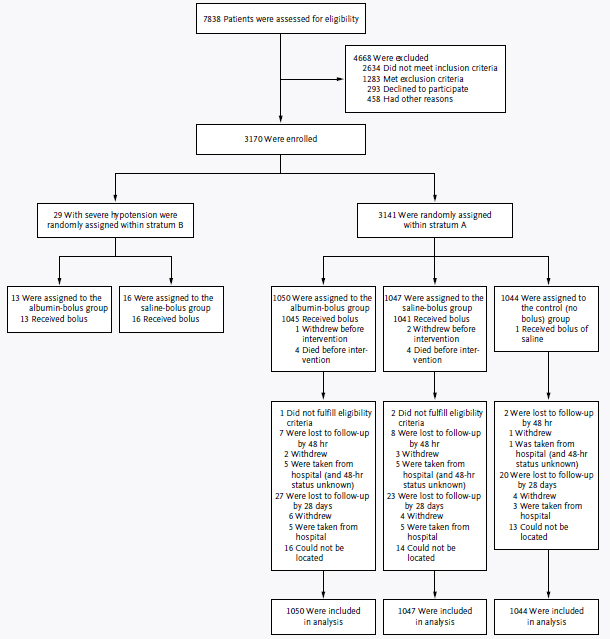 7838 Patients were assessed for eligibility
4668 Were excluded
2634 Did not meet inclusion criteria
1283 Met exclusion criteria
293 Declined to participate
458 Had other reasons
3170 Were enrolled
29 With severe hypotension were
randomly assigned within stratum B
3141 Were randomly assigned
within stratum A
13 Were assigned to the
albumin-bolus group
13 Received bolus
16 Were assigned to the
saline-bolus group
16 Received bolus
1050 Were assigned to the
albumin-bolus group
1045 Received bolus
1 Withdrew before
intervention
4 Died before inter-
vention
1047 Were assigned to the
saline-bolus group
1041 Received bolus
2 Withdrew before
intervention
4 Died before inter-
vention
1044 Were assigned to
the control (no
bolus) group
1 Received bolus of
saline
1 Did not fulfill eligibility
criteria
7 Were lost to follow-up
by 48 hr
2 Withdrew
5 Were taken from
hospital (and 48-hr
status unknown)
27 Were lost to follow-up
by 28 days
6 Withdrew
5 Were taken from
hospital
16 Could not be
located
2 Did not fulfill eligibility
criteria
8 Were lost to follow-up
by 48 hr
3 Withdrew
5 Were taken from
hospital (and 48-hr
status unknown)
23 Were lost to follow-up
by 28 days
4 Withdrew
5 Were taken from
hospital
14 Could not be
located
2 Were lost to follow-up
by 48 hr
1 Withdrew
1 Was taken from
hospital (and 48-hr
status unknown)
20 Were lost to follow-up
by 28 days
4 Withdrew
3 Were taken from
hospital
13 Could not be
located
1050 Were included
in analysis
1047 Were included
in analysis
1044 Were included
in analysis